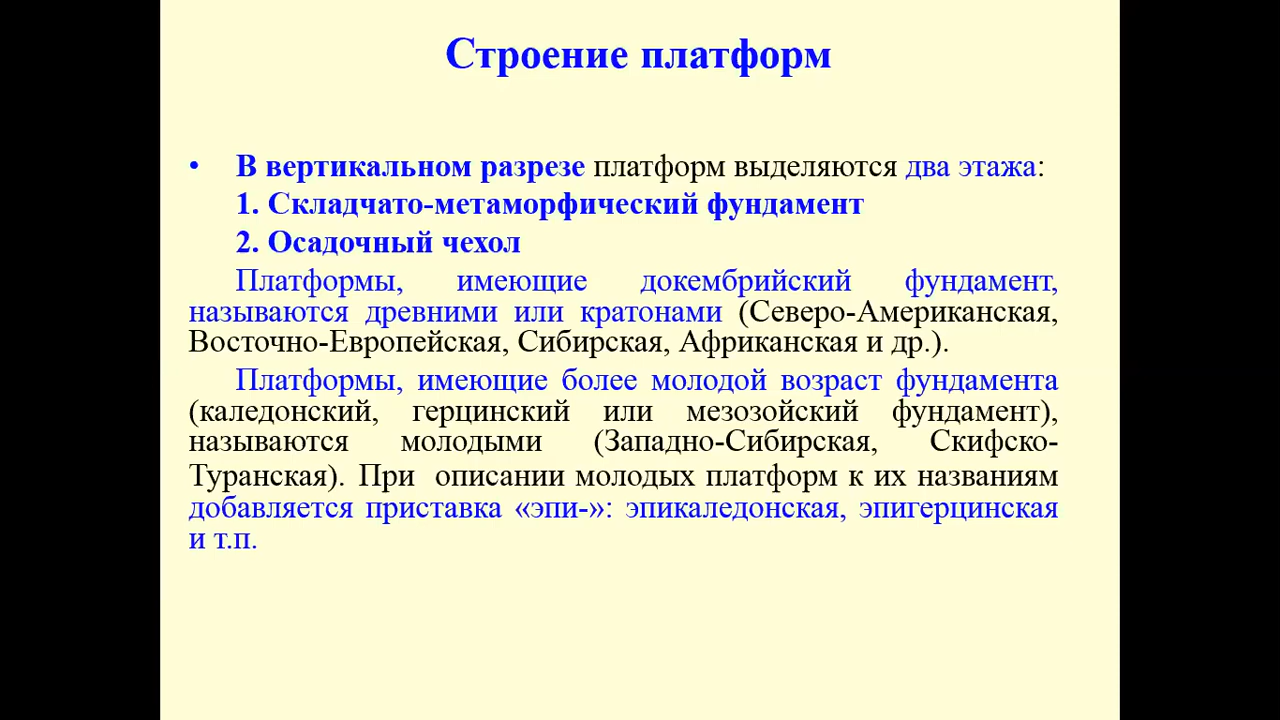 Строение платформ
• В вертикальном разрезе платформ выделяются два этажа:
1. Складчато-метаморфический фундамент
2. Осадочный чехол
Платформы, имеющие докембрийский фундамент,
называются древними или кратонами (Северо-Американская,
Восточно-Европейская, Сибирская, Африканская и др.).
Платформы, имеющие более молодой возраст фундамента
(каледонский, герцинский или мезозойский фундамент),
называются молодыми (Западно-Сибирская, Скифско-
Туранская). При описании молодых платформ к их названиям
добавляется приставка «эпи-»: эпикаледонская, эпигерцинская
и т.п.